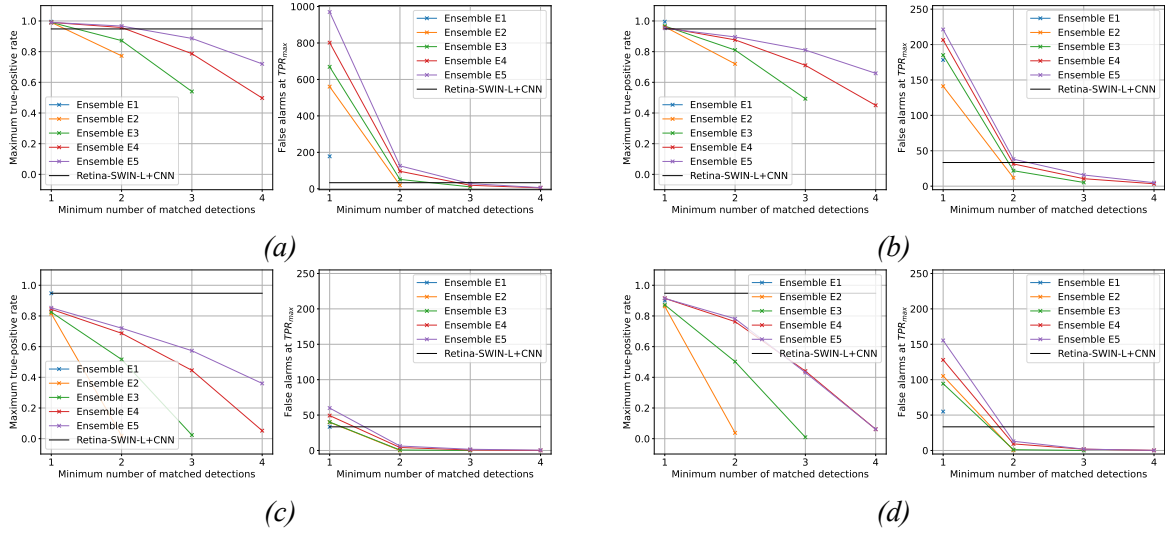 Maximum true-positive rate
1.0
0.8
0.6
0.4
0.2
0.0
1 2 3 4
Minimum number of matched detections
Ensemble E1
Ensemble E2
Ensemble E3
Ensemble E4
Ensemble E5
Retina-SWIN-L+CNN
False alarms at TPRmax
1000
800
600
400
200
0
1 2 3 4
Minimum number of matched detections
Ensemble E1
Ensemble E2
Ensemble E3
Ensemble E4
Ensemble E5
Retina-SWIN-L+CNN
(a)
Maximum true-positive rate
1.0
0.8
0.6
0.4
0.2
0.0
1 2 3 4
Minimum number of matched detections
Ensemble E1
Ensemble E2
Ensemble E3
Ensemble E4
Ensemble E5
Retina-SWIN-L+CNN
False alarms at TPRmax
250
200
150
100
50
0
1 2 3 4
Minimum number of matched detections
Ensemble E1
Ensemble E2
Ensemble E3
Ensemble E4
Ensemble E5
Retina-SWIN-L+CNN
(b)
Maximum true-positive rate
1.0
0.8
0.6
0.4
0.2
0.0
1 2 3 4
Minimum number of matched detections
Ensemble E1
Ensemble E2
Ensemble E3
Ensemble E4
Ensemble E5
Retina-SWIN-L+CNN
False alarms at TPRmax
250
200
150
100
50
0
1 2 3 4
Minimum number of matched detections
Ensemble E1
Ensemble E2
Ensemble E3
Ensemble E4
Ensemble E5
Retina-SWIN-L+CNN
(c)
Maximum true-positive rate
1.0
0.8
0.6
0.4
0.2
0.0
1 2 3 4
Minimum number of matched detections
Ensemble E1
Ensemble E2
Ensemble E3
Ensemble E4
Ensemble E5
Retina-SWIN-L+CNN
False alarms at TPRmax
250
200
150
100
50
0
1 2 3 4
Minimum number of matched detections
Ensemble E1
Ensemble E2
Ensemble E3
Ensemble E4
Ensemble E5
Retina-SWIN-L+CNN
(d)